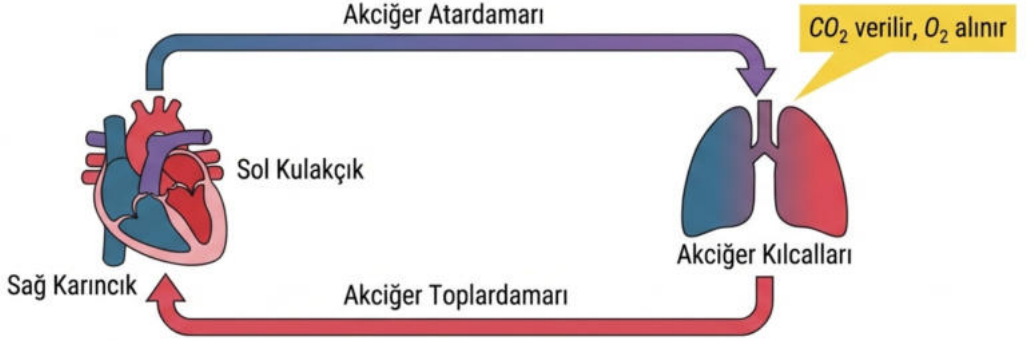 Akciğer Atardamarı
CO₂ verilir, O₂ alınır
Sol Kulakçık
Akciğer Kılcalları
Sağ Karıncık
Akciğer Toplardamarı